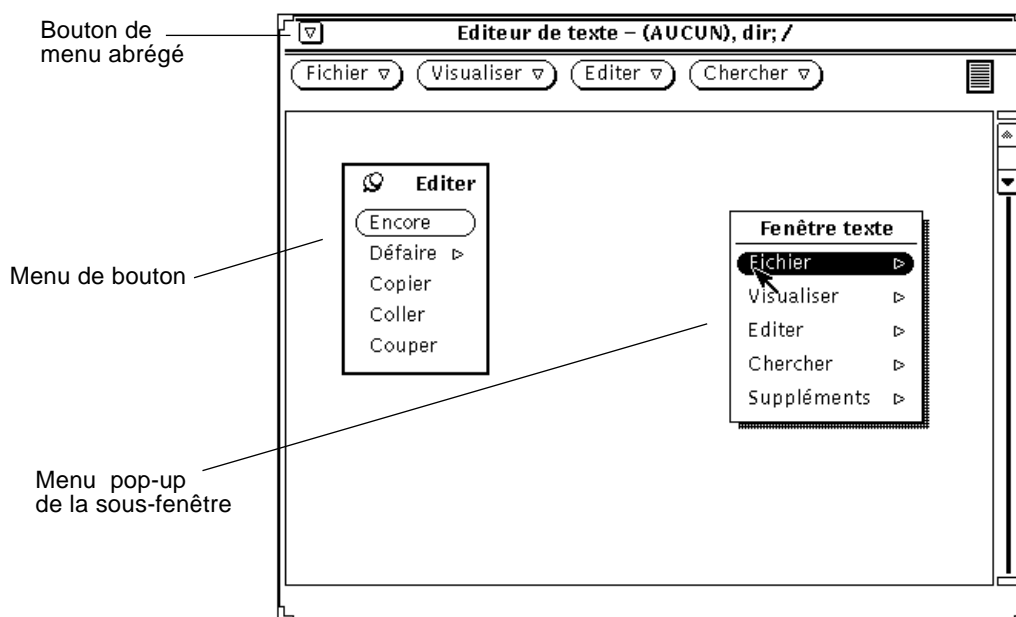 Bouton de
menu abrégé
Editeur de texte – (AUCUN), dir; /
Fichier Visualiser Editer Chercher
Editer
Encore
Défaire
Copier
Coller
Couper
Menu de bouton
Fenêtre texte
Fichier
Visualiser
Editer
Chercher
Suppléments
Menu pop-up
de la sous-fenêtre